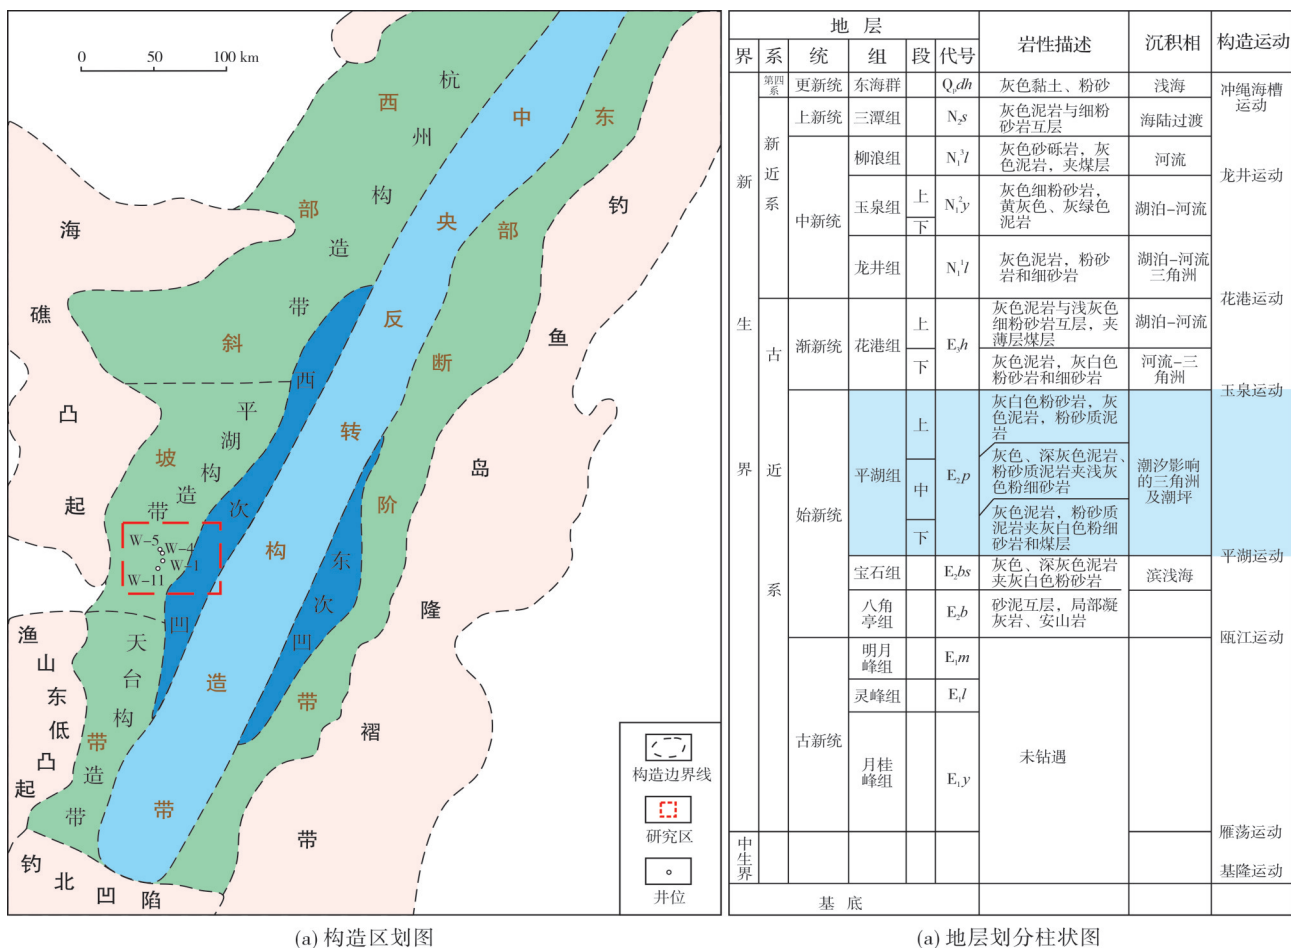 0 50 100 km
杭州构造带
西部斜坡带
中央反转构造带
东部断阶带
海礁凸起
钓鱼岛隆褶带
平湖构造带
西次凹
东次凹
W-5
W-4
W-1
W-11
天台构造带
渔山东低凸起
钓北凹陷
构造边界线
研究区
井位
(a) 构造区划图
地层 岩性描述 沉积相 构造运动
界 系 统 组 段 代号
新生界
第四系
更新统 东海群 Qpdh 灰色黏土、粉砂 浅海
冲绳海槽
运动
新近系
上新统 三潭组 N₂s
灰色泥岩与细粉
砂岩互层
海陆过渡
中新统
柳浪组 N₁³l
灰色砂砾岩,灰
色泥岩,夹煤层
河流
龙井运动
玉泉组 上 下 N₁²y
灰色细粉砂岩,
黄灰色、灰绿色
泥岩
湖泊-河流
龙井组 N₁¹l
灰色泥岩,粉砂
岩和细砂岩
湖泊-河流
三角洲
花港运动
古近系
渐新统 花港组 E₃h
上
灰色泥岩与浅灰色
细粉砂岩互层,夹
薄层煤层
湖泊-河流
下
灰色泥岩,灰白色
粉砂岩和细砂岩
河流-三
角洲
玉泉运动
始新统
平湖组 E₂p
上
灰白色粉砂岩,灰
色泥岩,粉砂质泥
岩
中
灰色、深灰色泥岩、
粉砂质泥岩夹浅灰
色粉细砂岩
下
灰色泥岩,粉砂质
泥岩夹灰白色粉细
砂岩和煤层
潮汐影响
的三角洲
及潮坪
平湖运动
宝石组 E₂bs
灰色、深灰色泥岩
夹灰白色粉砂岩
滨浅海
八角
亭组
E₂b
砂泥互层,局部凝
灰岩、安山岩
瓯江运动
古新统
明月
峰组
E₁m
灵峰组 E₁l
月桂
峰组
E₁y
未钻遇
雁荡运动
中生界
基隆运动
基底
(a) 地层划分柱状图